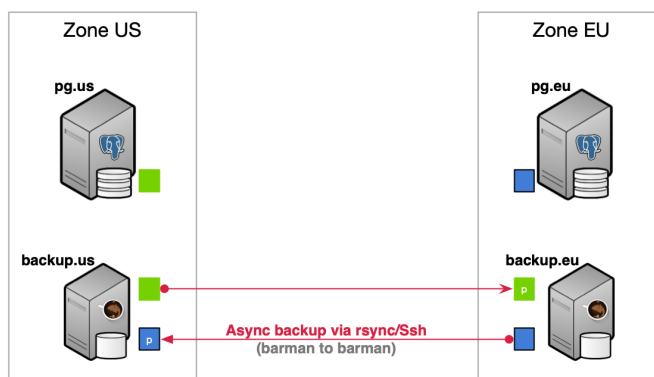 Zone US
Zone EU
pg.us
pg.eu
backup.us
backup.eu
p
Async backup via rsync/Ssh
p
(barman to barman)